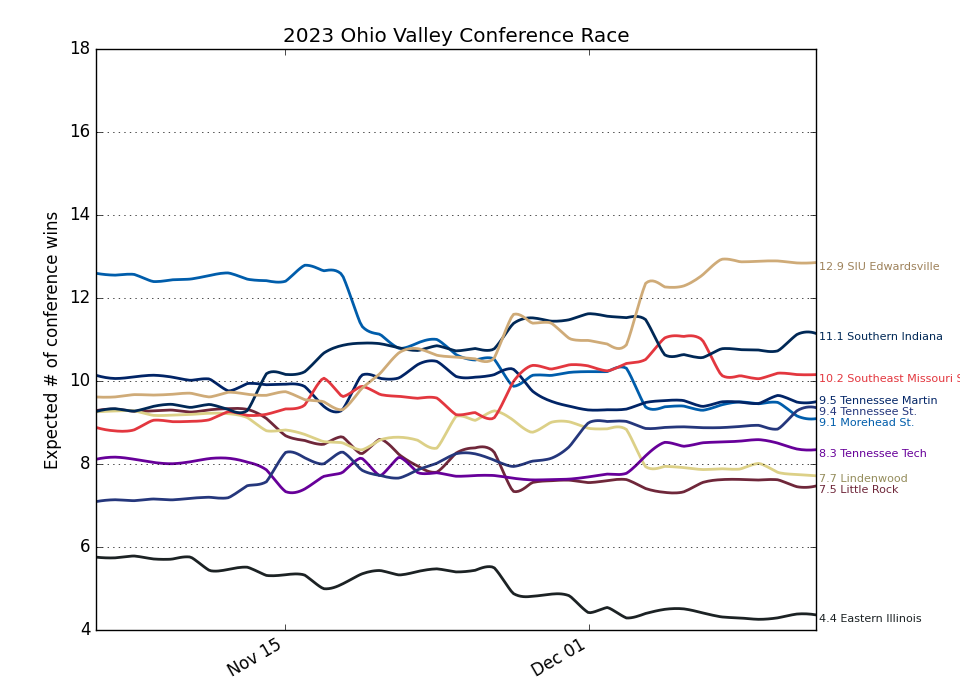 2023 Ohio Valley Conference Race
Expected # of conference wins
18
16
14
12
10
8
6
4
Nov 15
Dec 01
12.9 SIU Edwardsville
11.1 Southern Indiana
10.2 Southeast Missouri S
9.5 Tennessee Martin
9.4 Tennessee St.
9.1 Morehead St.
8.3 Tennessee Tech
7.7 Lindenwood
7.5 Little Rock
4.4 Eastern Illinois